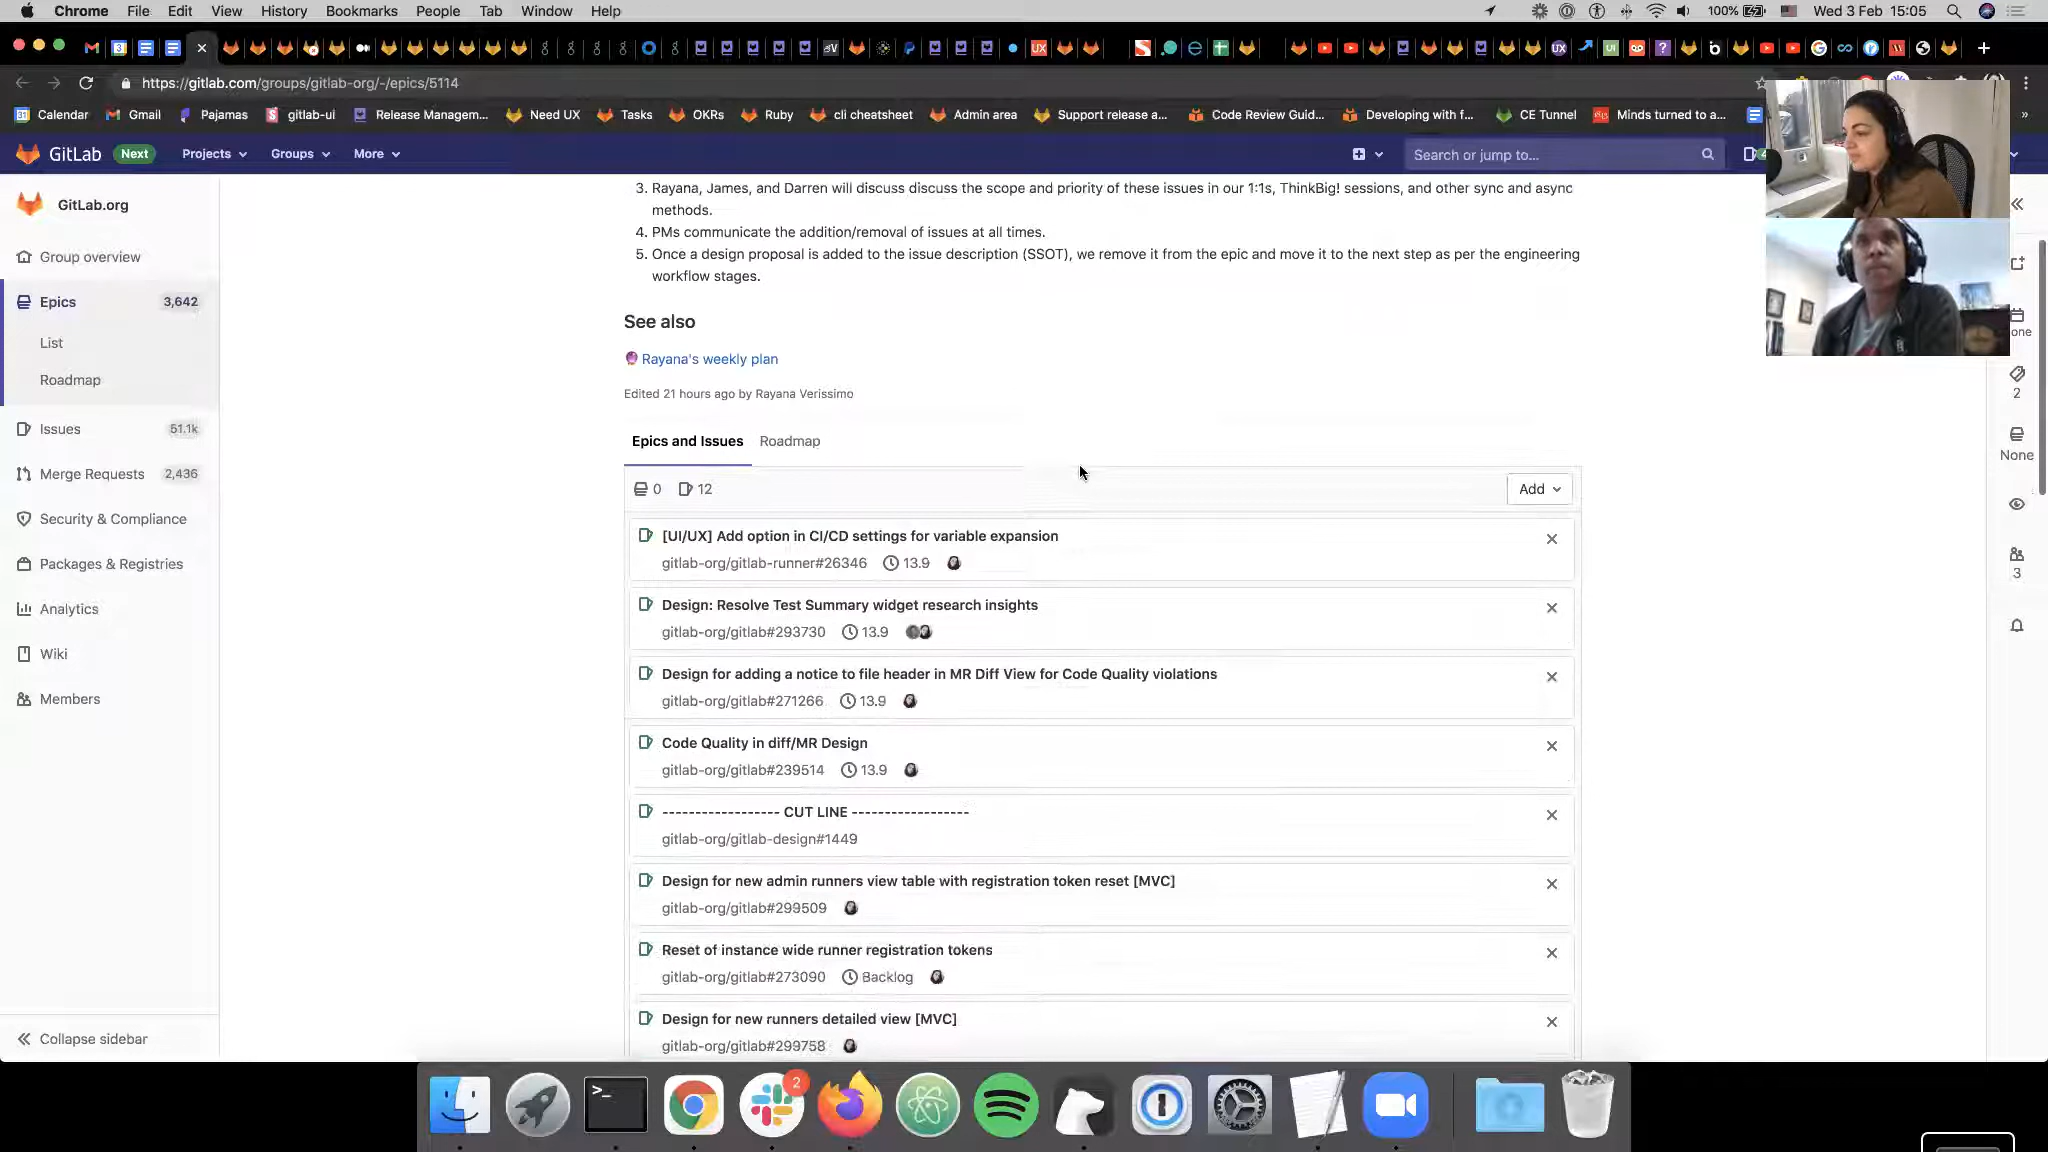 Chrome File Edit View History Bookmarks People Tab Window Help
100% Wed 3 Feb 15:05
https://gitlab.com/groups/gitlab-org/-/epics/5114
Calendar Gmail Pajamas gitlab-ui Release Managem... Need UX Tasks OKRs Ruby cli cheatsheet Admin area Support release a... Code Review Guid... Developing with f... CE Tunnel Minds turned to a...
GitLab Next Projects Groups More Search or jump to...
GitLab.org
Group overview
Epics 3,642
List
Roadmap
Issues 51.1k
Merge Requests 2,436
Security & Compliance
Packages & Registries
Analytics
Wiki
Members
Collapse sidebar
3. Rayana, James, and Darren will discuss discuss the scope and priority of these issues in our 1:1s, ThinkBig! sessions, and other sync and async
methods.
4. PMs communicate the addition/removal of issues at all times.
5. Once a design proposal is added to the issue description (SSOT), we remove it from the epic and move it to the next step as per the engineering
workflow stages.
See also
Rayana's weekly plan
Edited 21 hours ago by Rayana Verissimo
Epics and Issues Roadmap
0 12 Add
[UI/UX] Add option in CI/CD settings for variable expansion
gitlab-org/gitlab-runner#26346 13.9
Design: Resolve Test Summary widget research insights
gitlab-org/gitlab#293730 13.9
Design for adding a notice to file header in MR Diff View for Code Quality violations
gitlab-org/gitlab#271266 13.9
Code Quality in diff/MR Design
gitlab-org/gitlab#239514 13.9
------------------ CUT LINE ------------------
gitlab-org/gitlab-design#1449
Design for new admin runners view table with registration token reset [MVC]
gitlab-org/gitlab#299509
Reset of instance wide runner registration tokens
gitlab-org/gitlab#273090 Backlog
Design for new runners detailed view [MVC]
gitlab-org/gitlab#299758
one
2
None
3
2